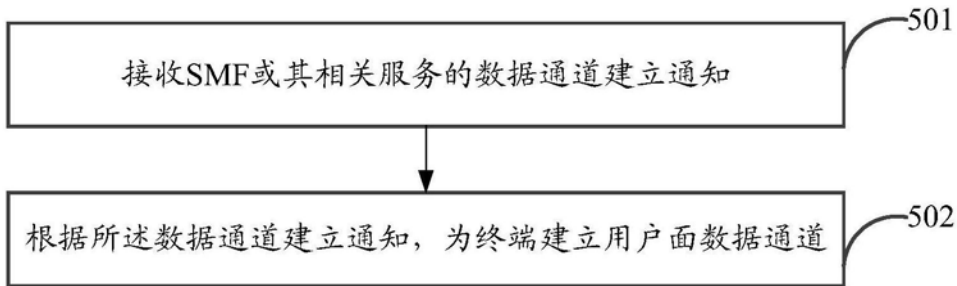 501
接收SMF或其相关服务的数据通道建立通知
502
根据所述数据通道建立通知，为终端建立用户面数据通道